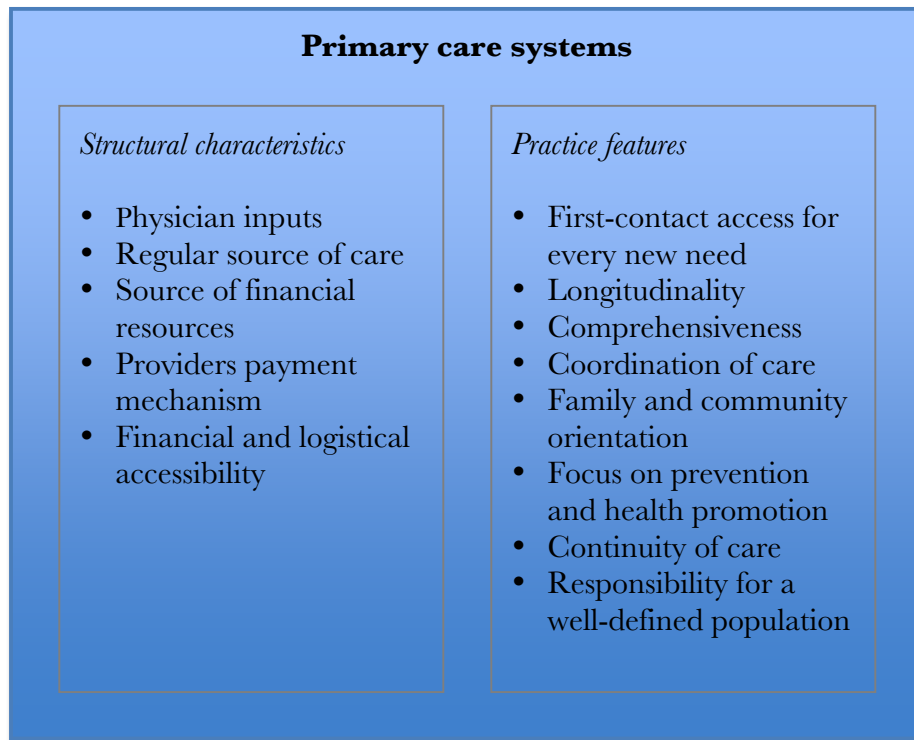 Primary care systems
Structural characteristics
• Physician inputs
• Regular source of care
• Source of financial
resources
• Providers payment
mechanism
• Financial and logistical
accessibility
Practice features
• First-contact access for
every new need
• Longitudinality
• Comprehensiveness
• Coordination of care
• Family and community
orientation
• Focus on prevention
and health promotion
• Continuity of care
• Responsibility for a
well-defined population